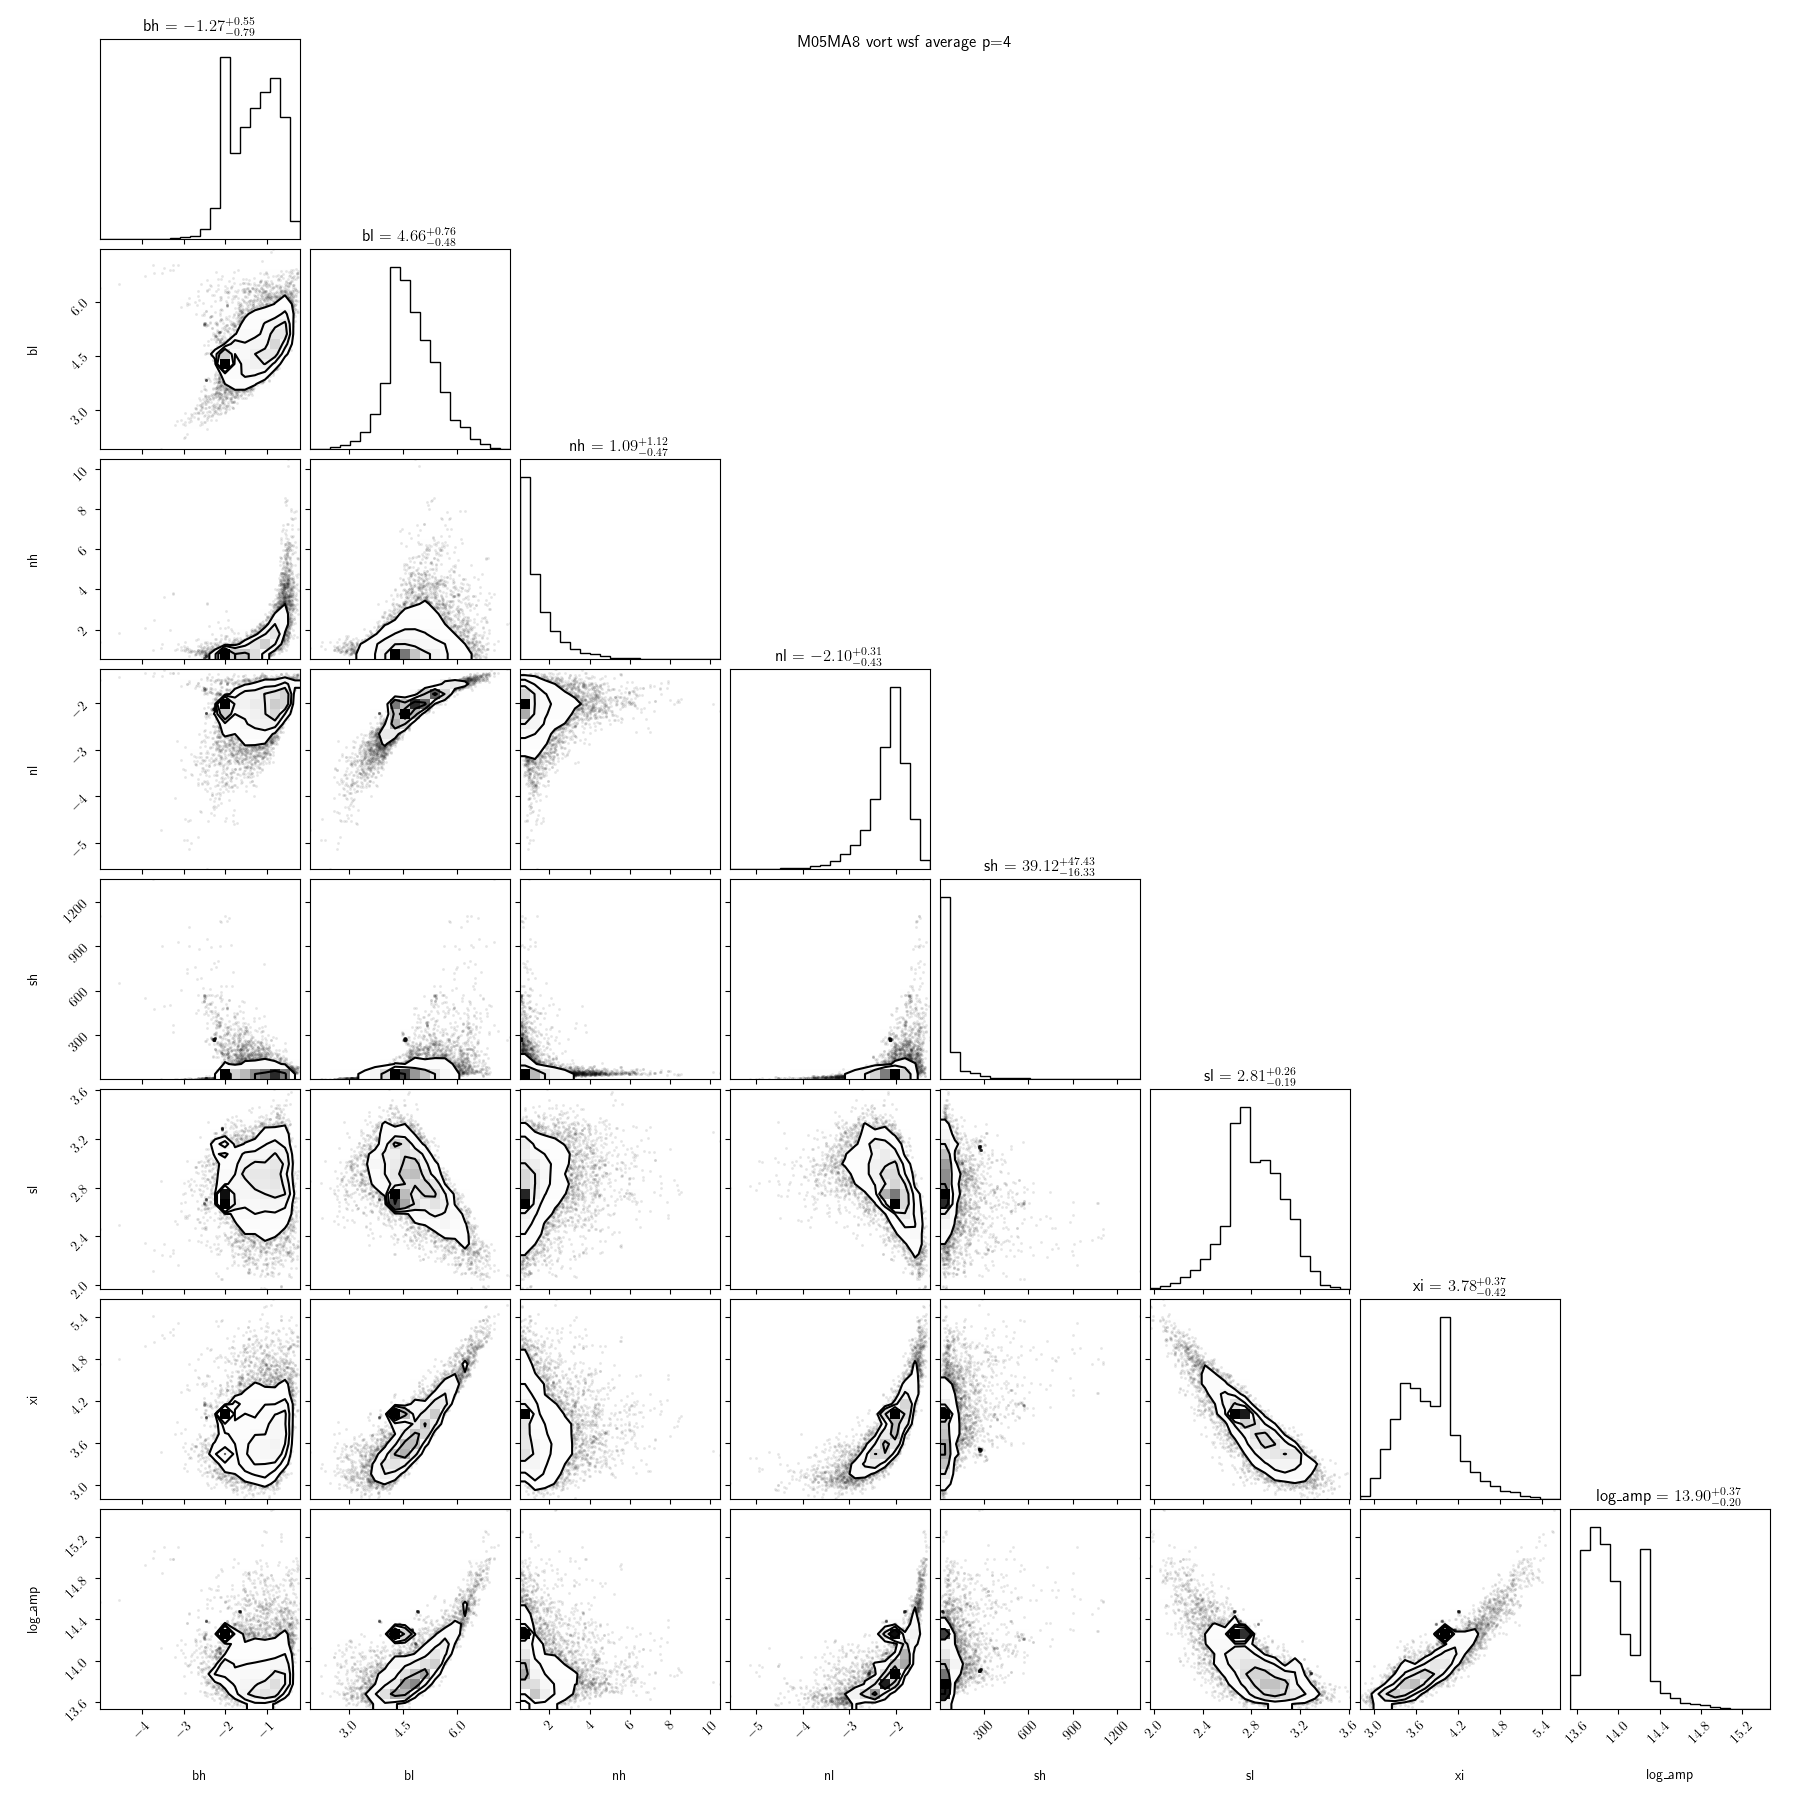 bh = −1.27+0.55−0.79
M05MA8 vort wsf average p=4
bl = 4.66+0.76−0.48
bl
6.0
4.5
3.0
nh = 1.09+1.12−0.47
nh
10
8
6
4
2
nl = −2.10+0.31−0.43
nl
−2
−3
−4
−5
sh = 39.12+47.43−16.33
sh
1200
900
600
300
sl = 2.81+0.26−0.19
sl
3.6
3.2
2.8
2.4
2.0
xi = 3.78+0.37−0.42
xi
5.4
4.8
4.2
3.6
3.0
log_amp = 13.90+0.37−0.20
log_amp
15.2
14.8
14.4
14.0
13.6
−4 −3 −2 −1 3.0 4.5 6.0 2 4 6 8 10 −5 −4 −3 −2 300 600 900 1200 2.0 2.4 2.8 3.2 3.6 3.0 3.6 4.2 4.8 5.4 13.6 14.0 14.4 14.8 15.2
bh bl nh nl sh sl xi log_amp